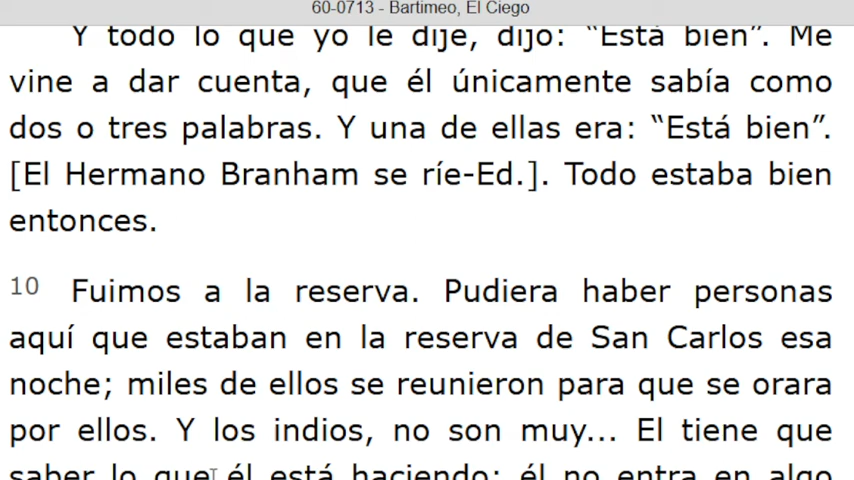 60-0713 - Bartimeo, El Ciego
Y todo lo que yo le dije, dijo: “Está bien”. Me
vine a dar cuenta, que él únicamente sabía como
dos o tres palabras. Y una de ellas era: “Está bien”.
[El Hermano Branham se ríe-Ed.]. Todo estaba bien
entonces.
10 Fuimos a la reserva. Pudiera haber personas
aquí que estaban en la reserva de San Carlos esa
noche; miles de ellos se reunieron para que se orara
por ellos. Y los indios, no son muy... El tiene que
saber lo que él está haciendo; él no entra en algo